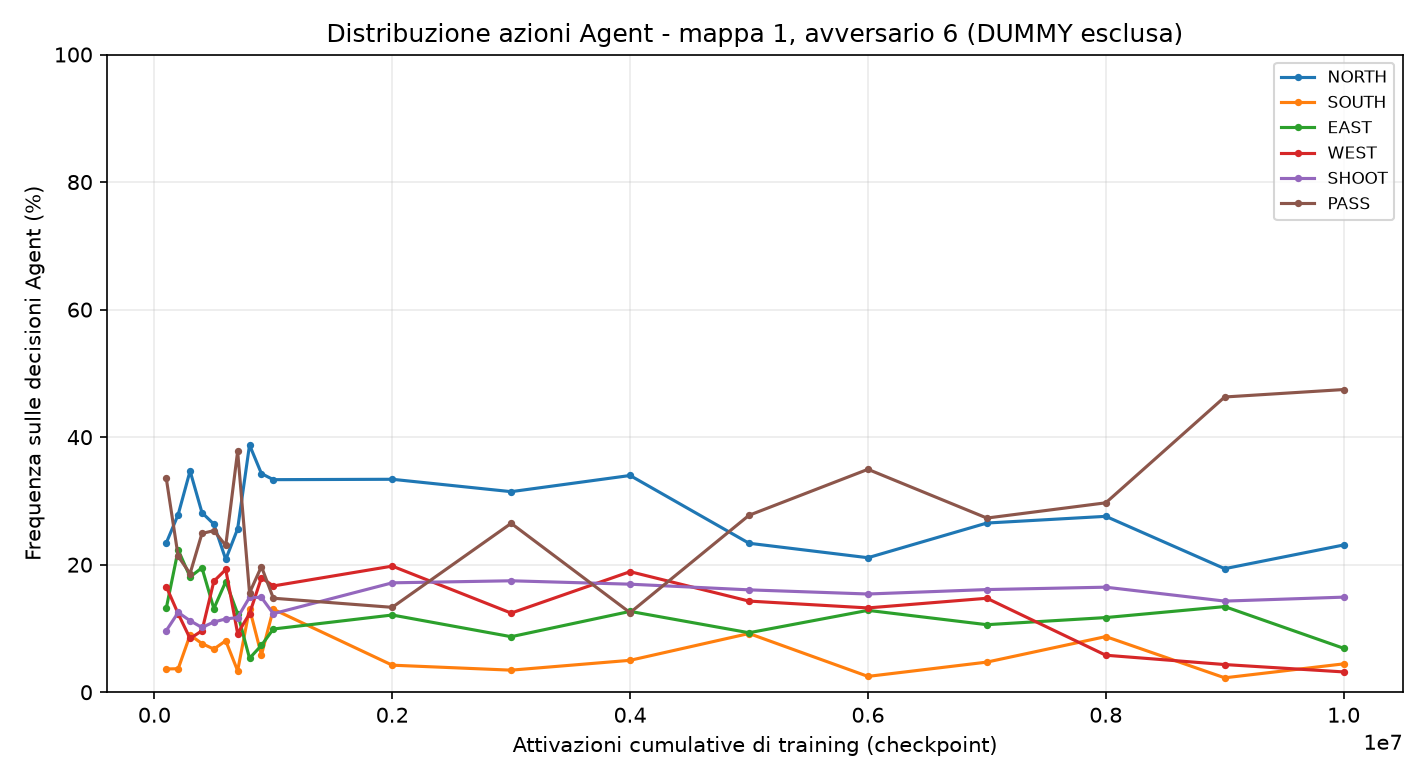 Distribuzione azioni Agent - mappa 1, avversario 6 (DUMMY esclusa)
Frequenza sulle decisioni Agent (%)
100
80
60
40
20
0
NORTH
SOUTH
EAST
WEST
SHOOT
PASS
0.0
0.2
0.4
0.6
0.8
1.0
1e7
Attivazioni cumulative di training (checkpoint)